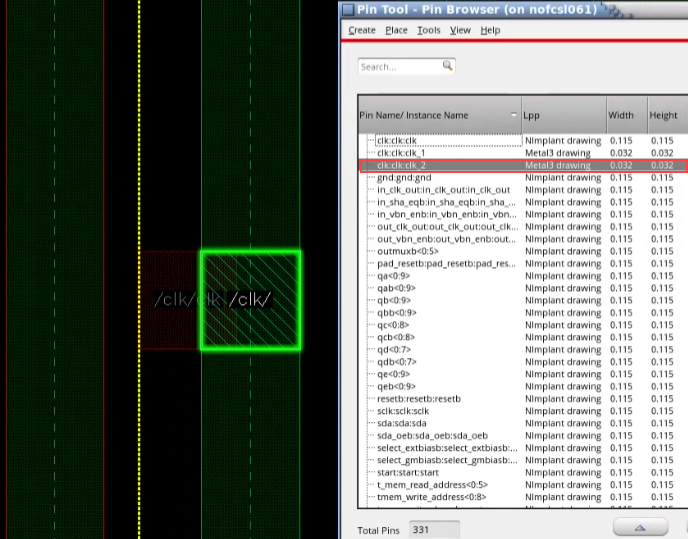 Pin Tool - Pin Browser (on nofcsl061)
Create Place Tools View Help
Search...
Pin Name/ Instance Name Lpp Width Height
clk:clk:clk NImplant drawing 0.115 0.115
clk:clk:clk_1 Metal3 drawing 0.032 0.032
clk:clk:clk_2 Metal3 drawing 0.032 0.032
gnd:gnd:gnd NImplant drawing 0.115 0.115
in_clk_out:in_clk_out:in_clk_out NImplant drawing 0.115 0.115
in_sha_eqb:in_sha_eqb:in_sha_... NImplant drawing 0.115 0.115
in_vbn_enb:in_vbn_enb:in_vbn... NImplant drawing 0.115 0.115
out_clk_out:out_clk_out:out_clk... NImplant drawing 0.115 0.115
out_vbn_enb:out_vbn_enb:out... NImplant drawing 0.115 0.115
outmuxb<0:5> NImplant drawing 0.115 0.115
pad_resetb:pad_resetb:pad_res... NImplant drawing 0.115 0.115
qa<0:9> NImplant drawing 0.115 0.115
qab<0:9> NImplant drawing 0.115 0.115
qb<0:9> NImplant drawing 0.115 0.115
qbb<0:9> NImplant drawing 0.115 0.115
qc<0:8> NImplant drawing 0.115 0.115
qcb<0:8> NImplant drawing 0.115 0.115
qd<0:7> NImplant drawing 0.115 0.115
qdb<0:7> NImplant drawing 0.115 0.115
qe<0:9> NImplant drawing 0.115 0.115
qeb<0:9> NImplant drawing 0.115 0.115
resetb:resetb:resetb NImplant drawing 0.115 0.115
sclk:sclk:sclk NImplant drawing 0.115 0.115
sda:sda:sda NImplant drawing 0.115 0.115
sda_oeb:sda_oeb:sda_oeb NImplant drawing 0.115 0.115
select_extbiasb:select_extbiasb:... NImplant drawing 0.115 0.115
select_gmbiasb:select_gmbiasb:... NImplant drawing 0.115 0.115
start:start:start NImplant drawing 0.115 0.115
t_mem_read_address<0:5> NImplant drawing 0.115 0.115
tmem_write_address<0:8> NImplant drawing 0.115 0.115
Total Pins 331
/clk/clk /clk/